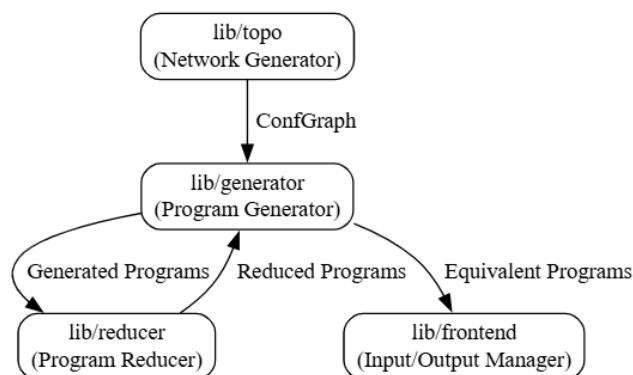 lib/topo
(Network Generator)
ConfGraph
lib/generator
(Program Generator)
Generated Programs
Reduced Programs
Equivalent Programs
lib/reducer
(Program Reducer)
lib/frontend
(Input/Output Manager)